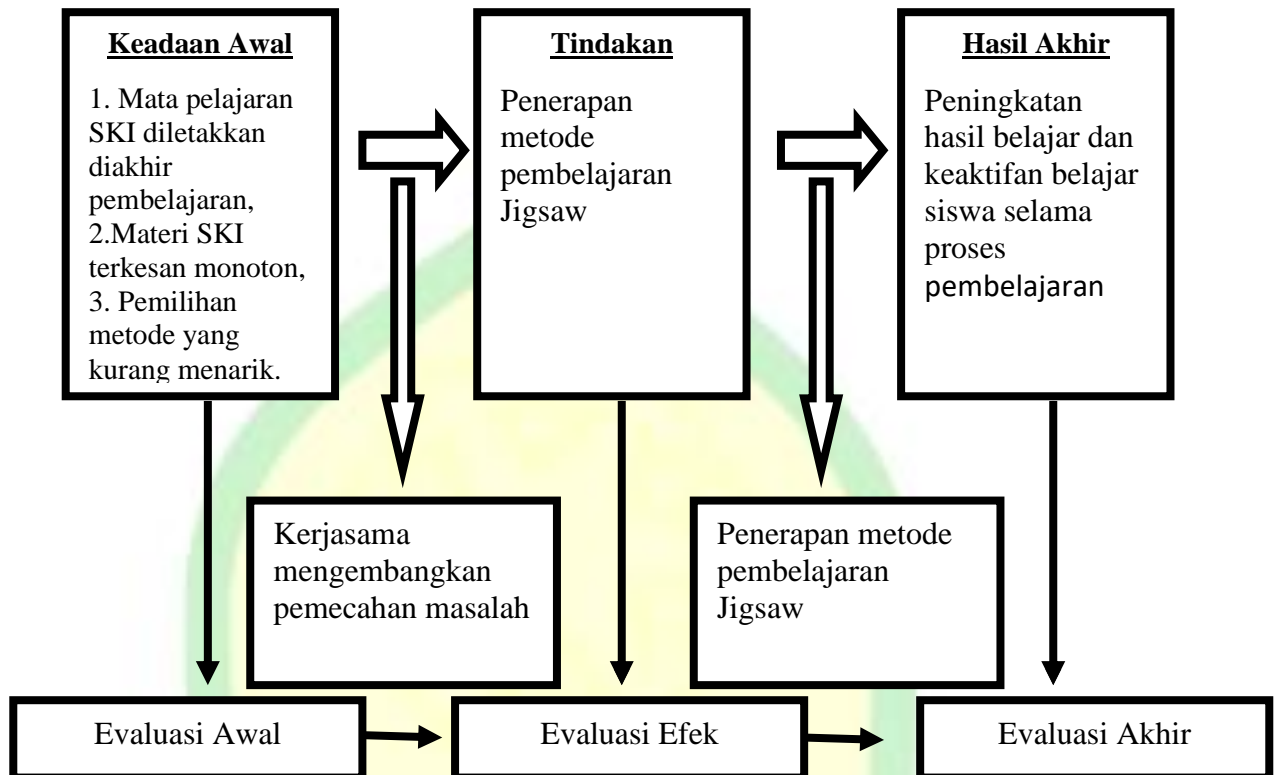 Keadaan Awal
1. Mata pelajaran
SKI diletakkan
diakhir
pembelajaran,
2.Materi SKI
terkesan monoton,
3. Pemilihan
metode yang
kurang menarik.
Tindakan
Penerapan
metode
pembelajaran
Jigsaw
Hasil Akhir
Peningkatan
hasil belajar dan
keaktifan belajar
siswa selama
proses
pembelajaran
Kerjasama
mengembangkan
pemecahan masalah
Penerapan metode
pembelajaran
Jigsaw
Evaluasi Awal
Evaluasi Efek
Evaluasi Akhir